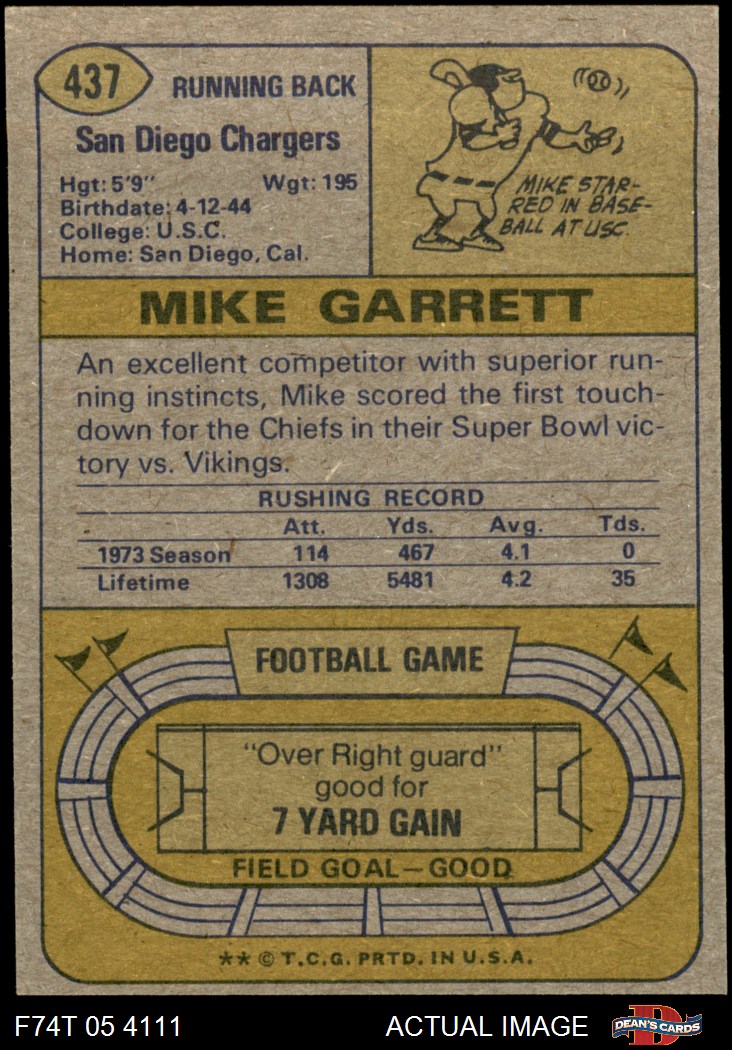 437
RUNNING BACK
San Diego Chargers
Hgt: 5'9" Wgt: 195
Birthdate: 4-12-44
College: U.S.C.
Home: San Diego, Cal.
MIKE STAR-
RED IN BASE-
BALL AT USC.
MIKE GARRETT
An excellent competitor with superior run-
ning instincts, Mike scored the first touch-
down for the Chiefs in their Super Bowl vic-
tory vs. Vikings.
RUSHING RECORD
Att. Yds. Avg. Tds.
1973 Season 114 467 4.1 0
Lifetime 1308 5481 4.2 35
FOOTBALL GAME
"Over Right guard"
good for
7 YARD GAIN
FIELD GOAL—GOOD
** © T.C.G. PRTD. IN U.S.A.
F74T 05 4111 ACTUAL IMAGE
D
DEAN'S CARDS